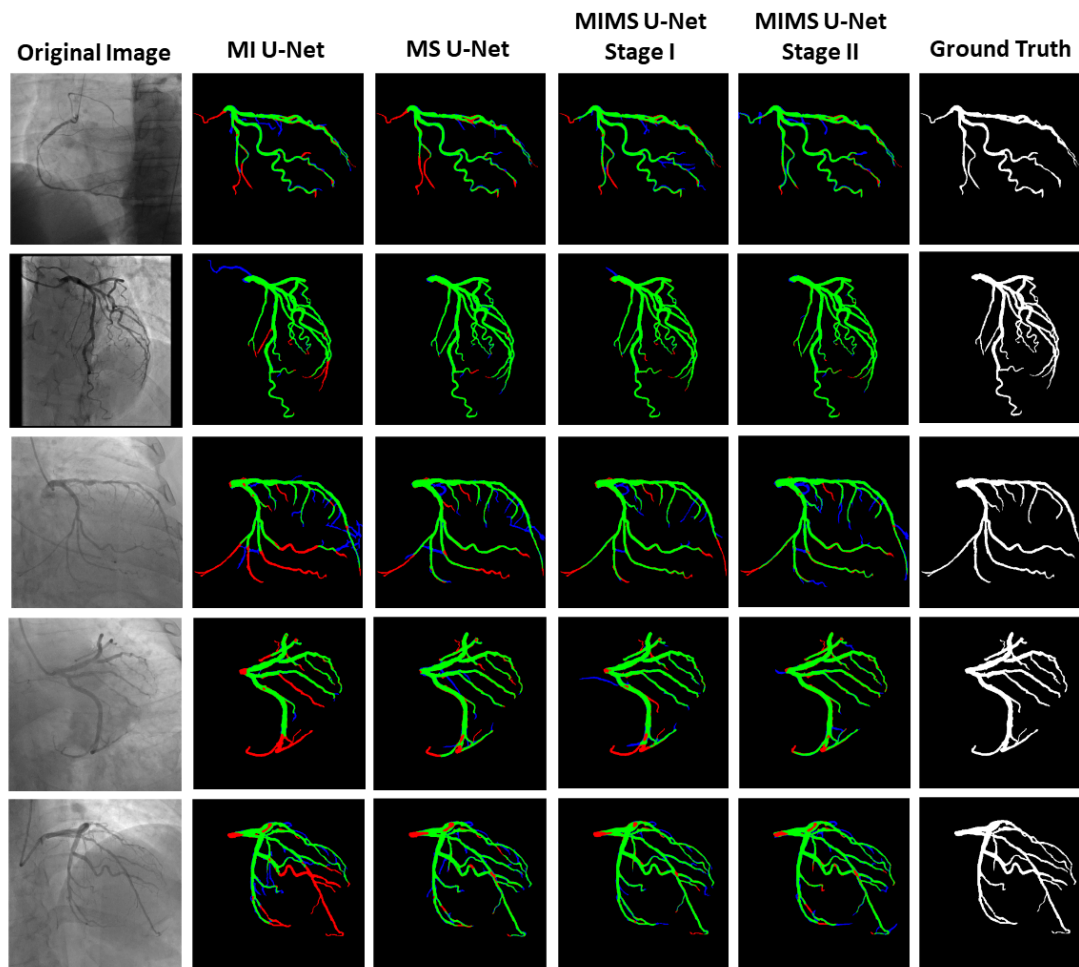 Original Image
MI U-Net
MS U-Net
MIMS U-Net
Stage I
MIMS U-Net
Stage II
Ground Truth